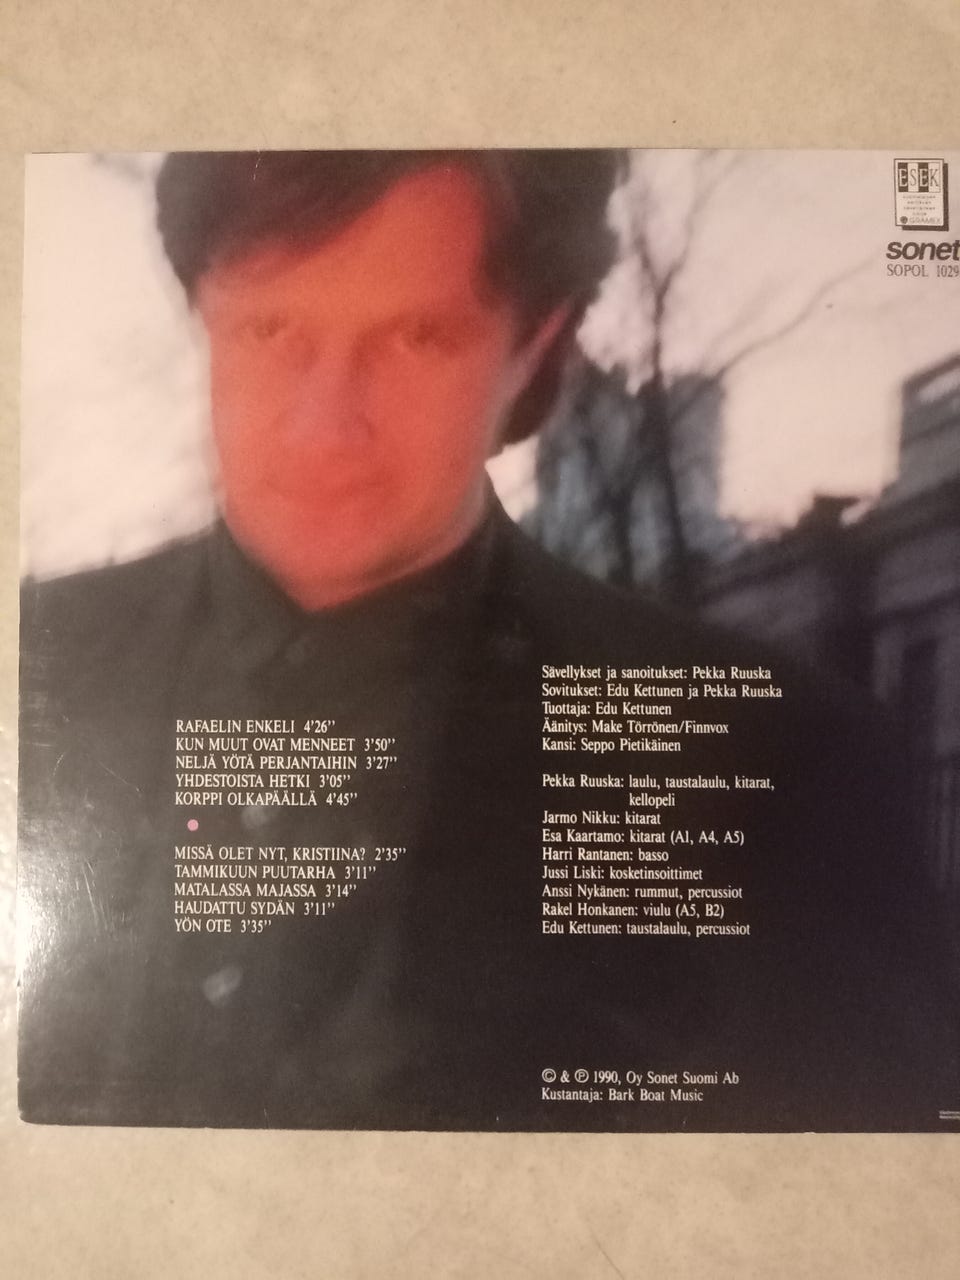 ESEK
GRAMEX
sonet
SOPOL 1029
RAFAELIN ENKELI 4'26''
KUN MUUT OVAT MENNEET 3'50''
NELJÄ YÖTÄ PERJANTAIHIN 3'27''
YHDESTOISTA HETKI 3'05''
KORPPI OLKAPÄÄLLÄ 4'45''
MISSÄ OLET NYT, KRISTIINA? 2'35''
TAMMIKUUN PUUTARHA 3'11''
MATALASSA MAJASSA 3'14''
HAUDATTU SYDÄN 3'11''
YÖN OTE 3'35''
Sävellykset ja sanoitukset: Pekka Ruuska
Sovitukset: Edu Kettunen ja Pekka Ruuska
Tuottaja: Edu Kettunen
Äänitys: Make Törrönen/Finnvox
Kansi: Seppo Pietikäinen
Pekka Ruuska: laulu, taustalaulu, kitarat,
kellopeli
Jarmo Nikku: kitarat
Esa Kaartamo: kitarat (A1, A4, A5)
Harri Rantanen: basso
Jussi Liski: kosketinsoittimet
Anssi Nykänen: rummut, percussiot
Rakel Honkanen: viulu (A5, B2)
Edu Kettunen: taustalaulu, percussiot
© & ℗ 1990, Oy Sonet Suomi Ab
Kustantaja: Bark Boat Music